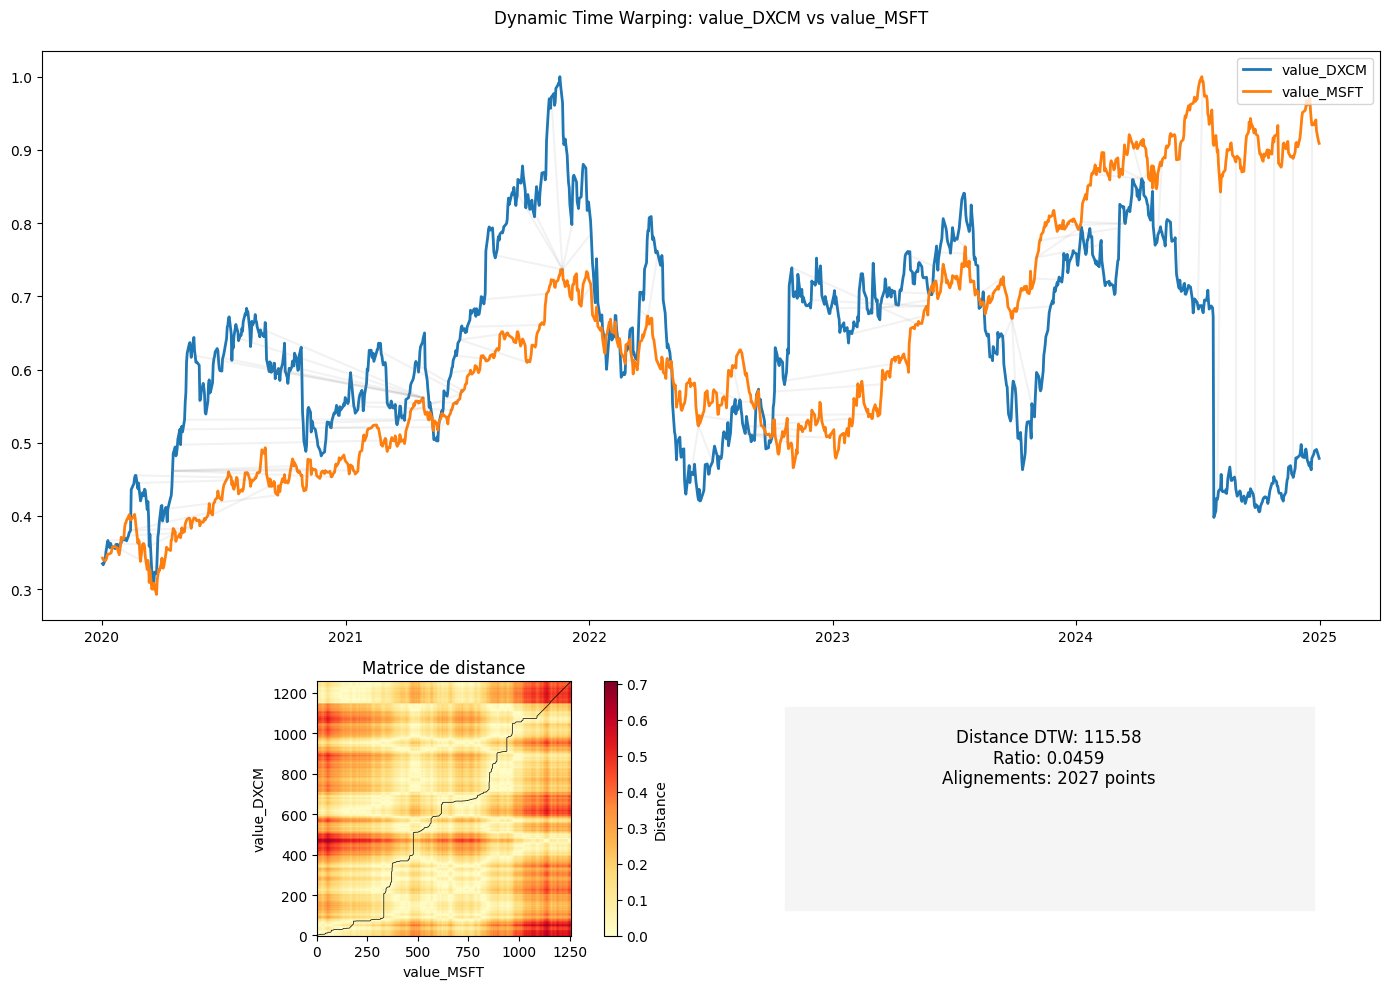 Dynamic Time Warping: value_DXCM vs value_MSFT
value_DXCM
value_MSFT
1.0
0.9
0.8
0.7
0.6
0.5
0.4
0.3
2020 2021 2022 2023 2024 2025
Matrice de distance
value_DXCM
1200
1000
800
600
400
200
0
0 250 500 750 1000 1250
value_MSFT
0.7
0.6
0.5
0.4
0.3
0.2
0.1
0.0
Distance
Distance DTW: 115.58
Ratio: 0.0459
Alignements: 2027 points